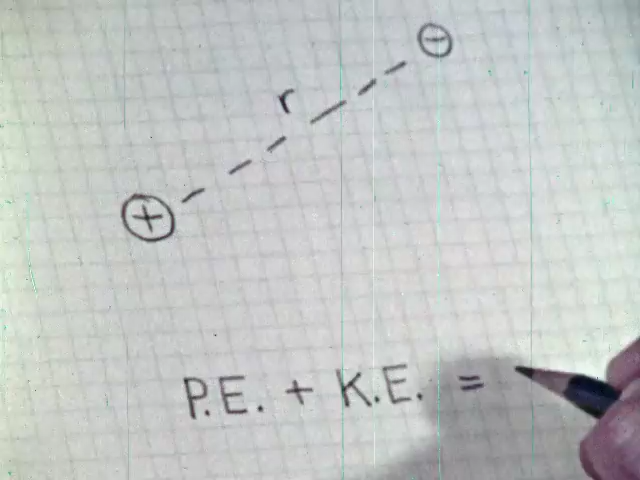 ⊖
r
⊕
P.E. + K.E. =